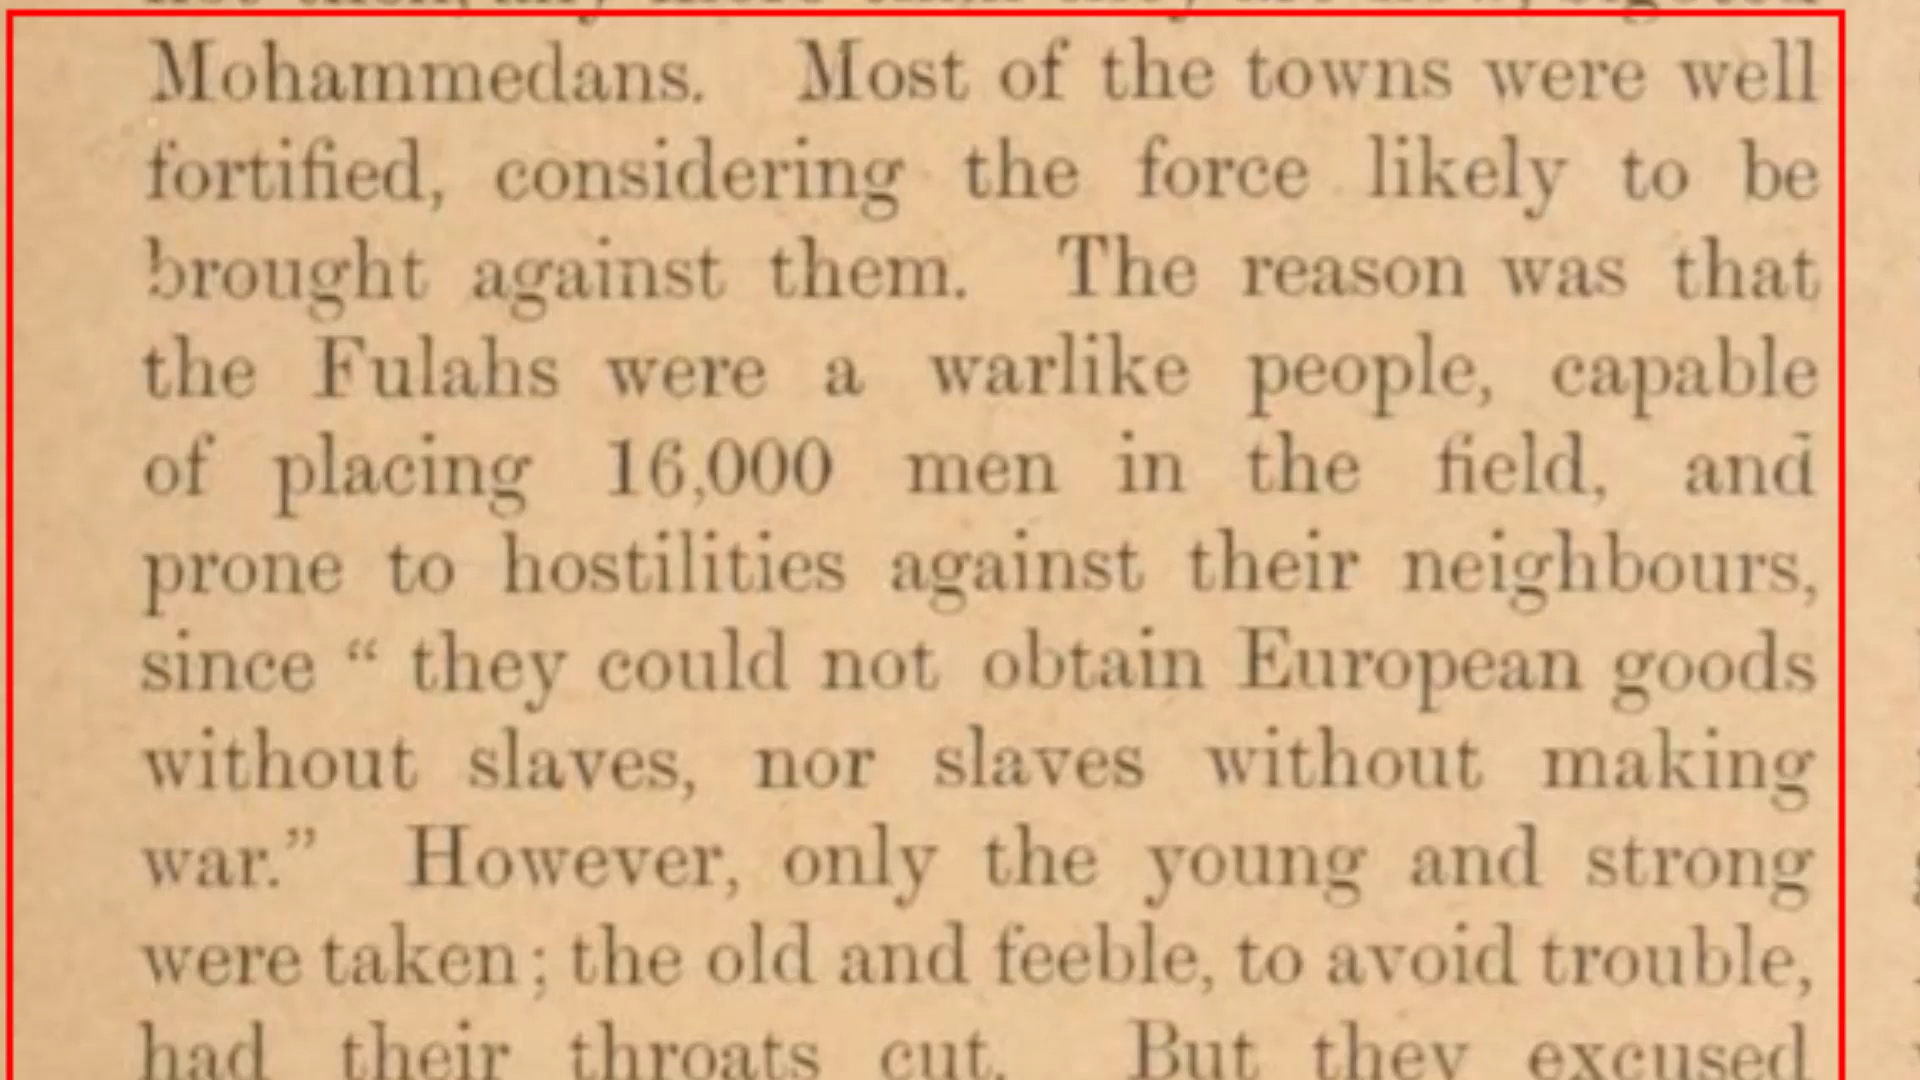 Mohammedans. Most of the towns were well
fortified, considering the force likely to be
brought against them. The reason was that
the Fulahs were a warlike people, capable
of placing 16,000 men in the field, and
prone to hostilities against their neighbours,
since “ they could not obtain European goods
without slaves, nor slaves without making
war.” However, only the young and strong
were taken; the old and feeble, to avoid trouble,
had their throats cut. But they excused